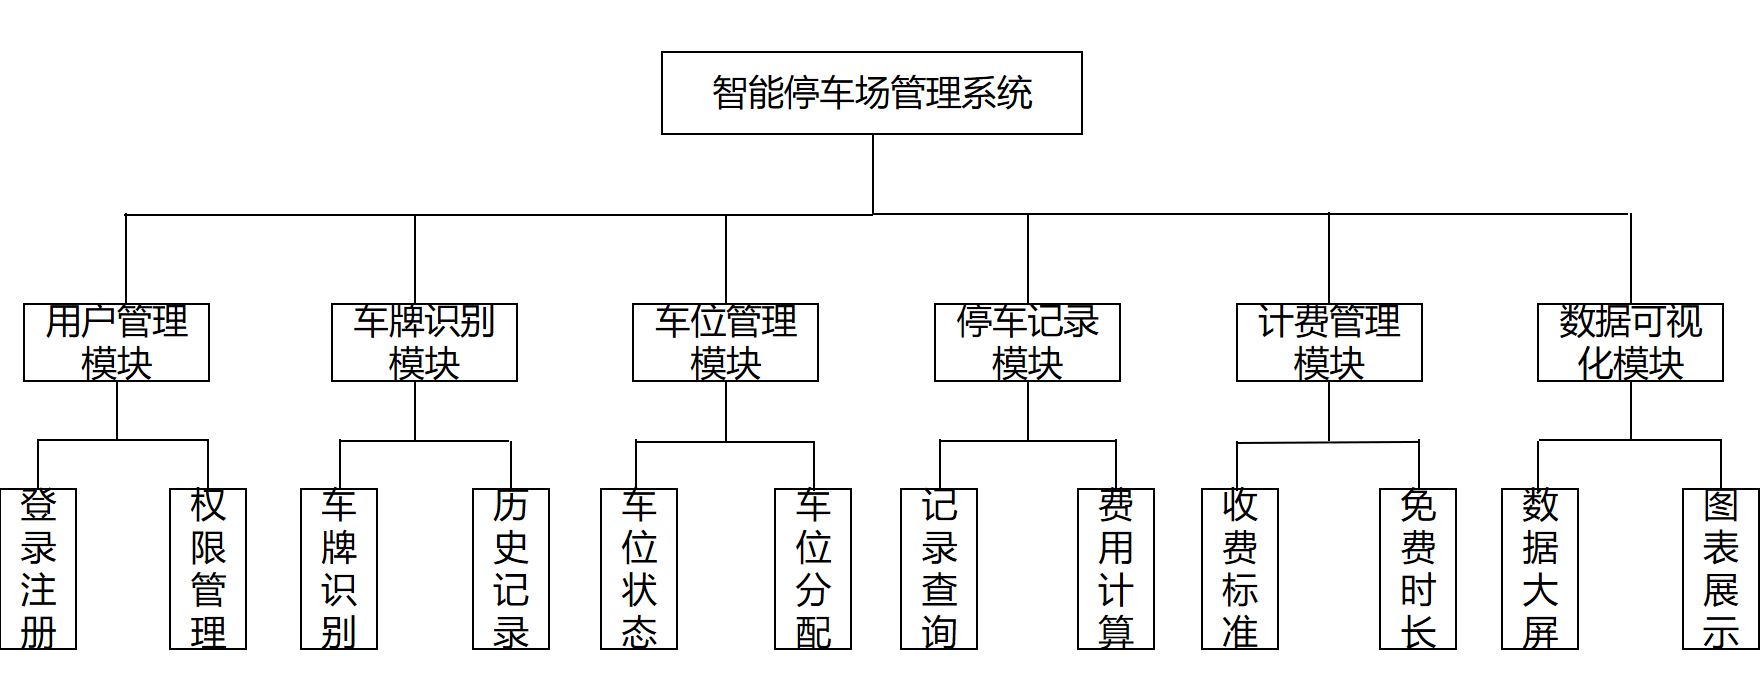 智能停车场管理系统
用户管理
模块
车牌识别
模块
车位管理
模块
停车记录
模块
计费管理
模块
数据可视
化模块
登录注册
权限管理
车牌识别
历史记录
车位状态
车位分配
记录查询
费用计算
收费标准
免费时长
数据大屏
图表展示